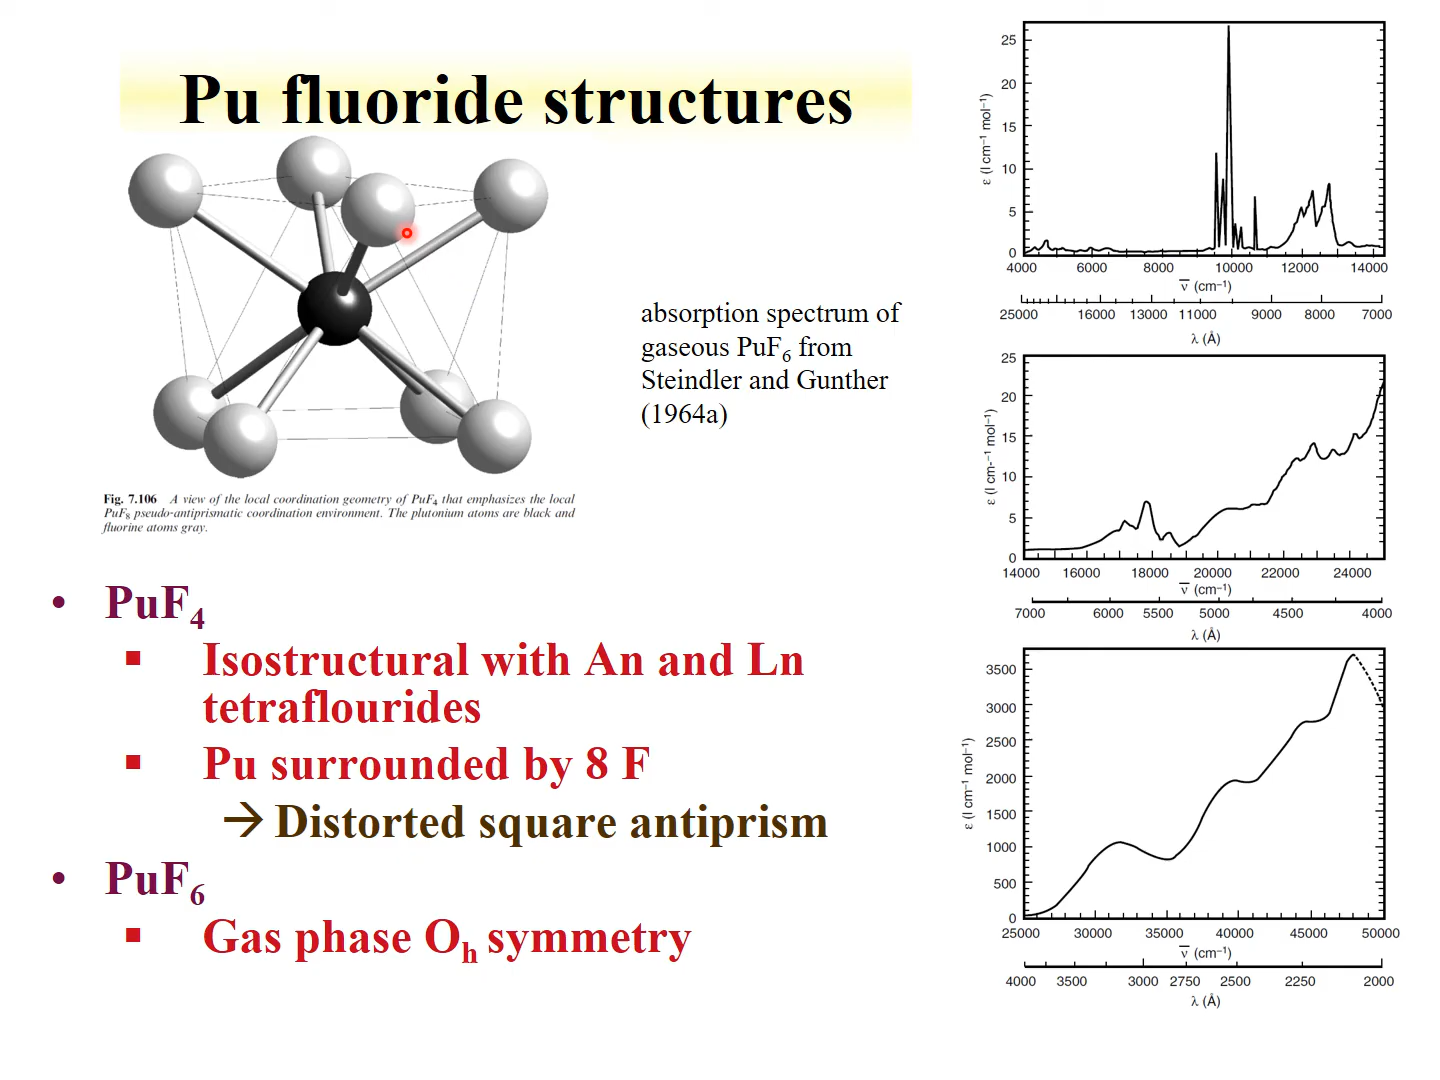 Pu fluoride structures
Fig. 7.106 A view of the local coordination geometry of PuF4 that emphasizes the local
PuF8 pseudo-antiprismatic coordination environment. The plutonium atoms are black and
fluorine atoms gray.
absorption spectrum of
gaseous PuF6 from
Steindler and Gunther
(1964a)
• PuF4
▪ Isostructural with An and Ln
tetraflourides
▪ Pu surrounded by 8 F
→ Distorted square antiprism
• PuF6
▪ Gas phase Oh symmetry
ε (l cm−1 mol−1)
25
20
15
10
5
0
4000 6000 8000 10000 12000 14000
ν (cm−1)
25000 16000 13000 11000 9000 8000 7000
λ (Å)
ε (l cm-−1 mol−1)
25
20
15
10
5
0
14000 16000 18000 20000 22000 24000
ν (cm−1)
7000 6000 5500 5000 4500 4000
λ (Å)
ε (l cm−1 mol−1)
3500
3000
2500
2000
1500
1000
500
0
25000 30000 35000 40000 45000 50000
ν (cm−1)
4000 3500 3000 2750 2500 2250 2000
λ (Å)